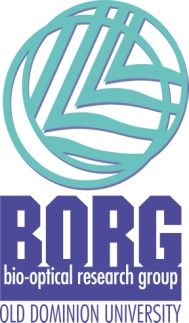 BORG
bio-optical research group
OLD DOMINION UNIVERSITY